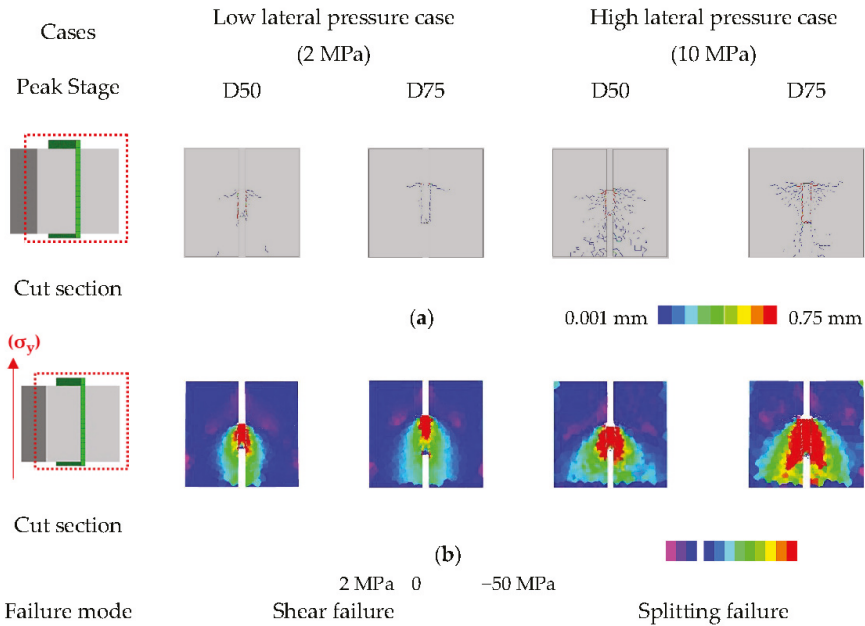 Cases
Low lateral pressure case
(2 MPa)
High lateral pressure case
(10 MPa)
Peak Stage
D50
D75
D50
D75
Cut section
(a)
0.001 mm
0.75 mm
(σy)
Cut section
(b)
2 MPa 0 −50 MPa
Failure mode
Shear failure
Splitting failure